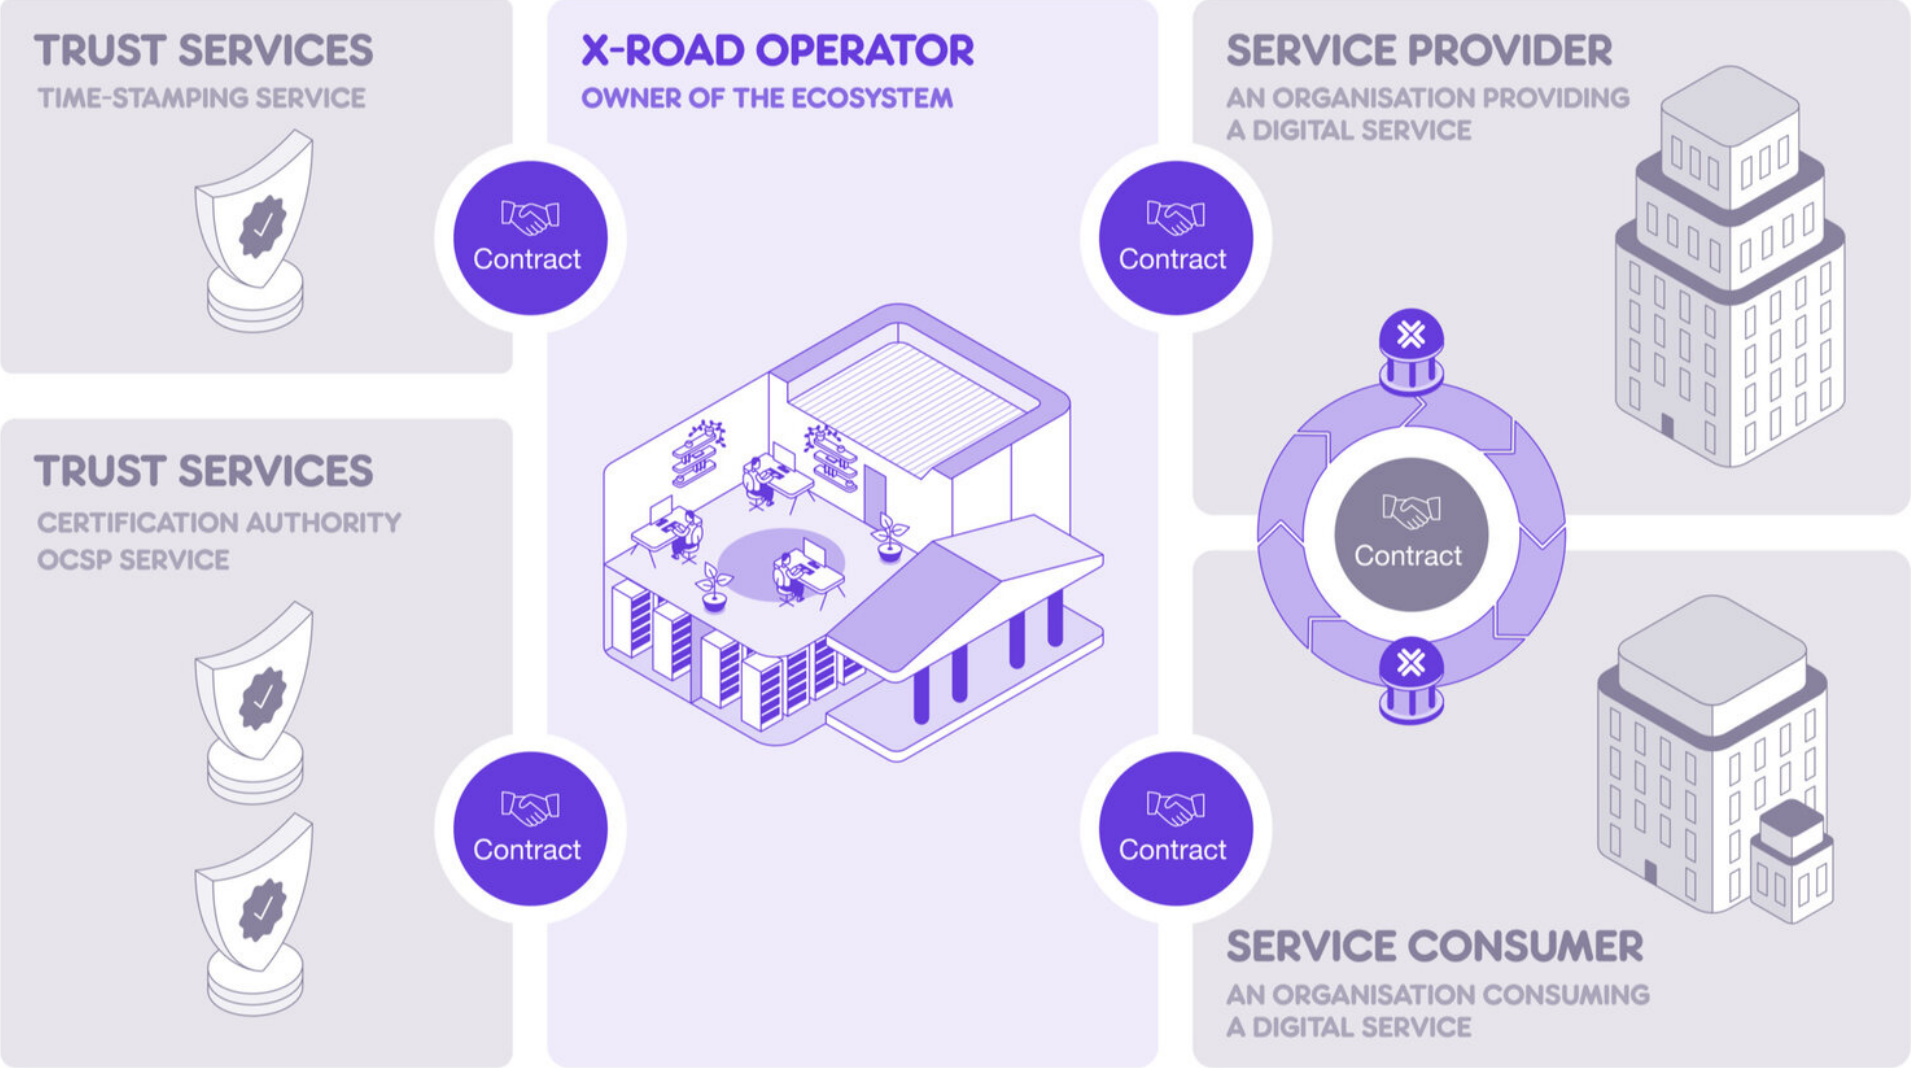 TRUST SERVICES
TIME-STAMPING SERVICE
Contract
TRUST SERVICES
CERTIFICATION AUTHORITY
OCSP SERVICE
Contract
X-ROAD OPERATOR
OWNER OF THE ECOSYSTEM
SERVICE PROVIDER
AN ORGANISATION PROVIDING
A DIGITAL SERVICE
Contract
Contract
Contract
SERVICE CONSUMER
AN ORGANISATION CONSUMING
A DIGITAL SERVICE